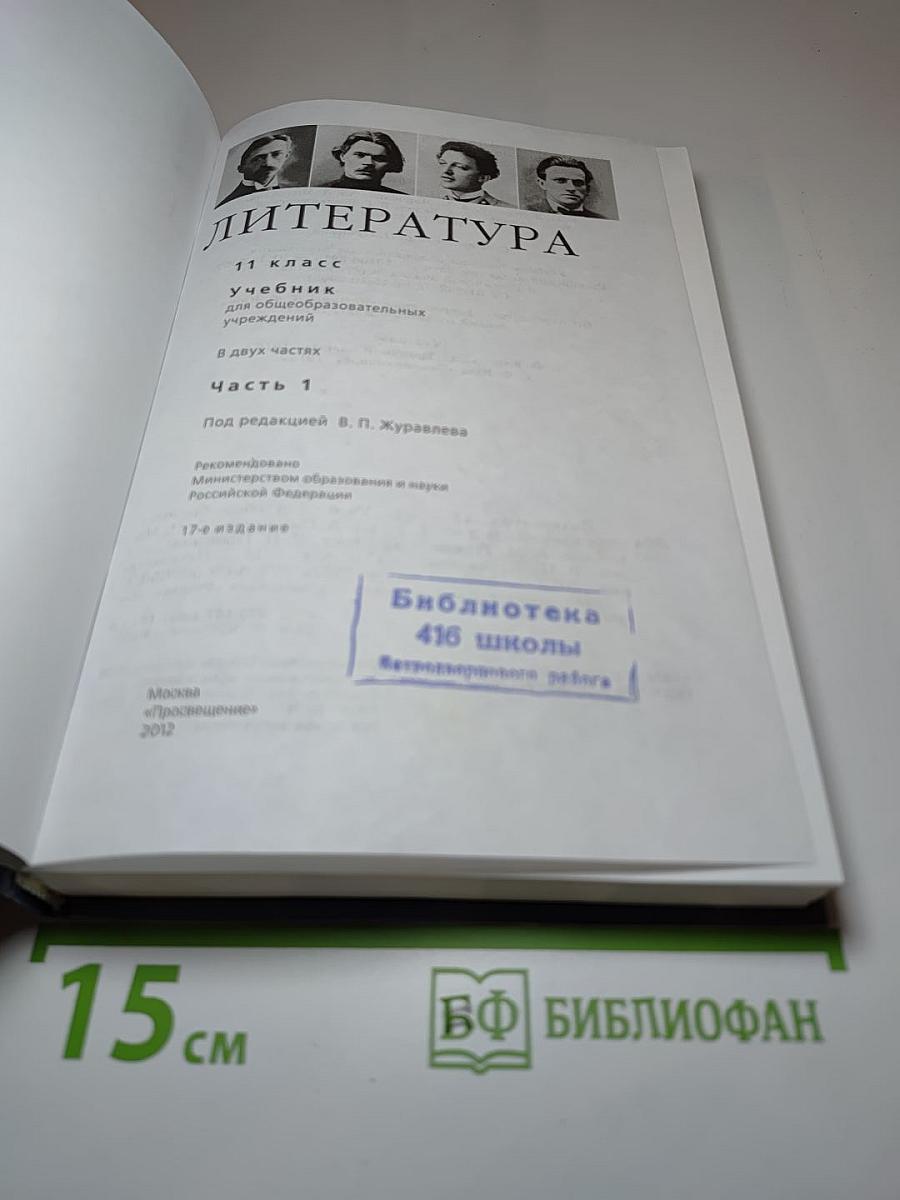 ЛИТЕРАТУРА
11 класс
учебник
для общеобразовательных
учреждений
В двух частях
Часть 1
Под редакцией В. П. Журавлева
Рекомендовано
Министерством образования и науки
Российской Федерации
17-е издание
Библиотека
416 школы
Москва
«Просвещение»
2012
15 см
БФ БИБЛИОФАН